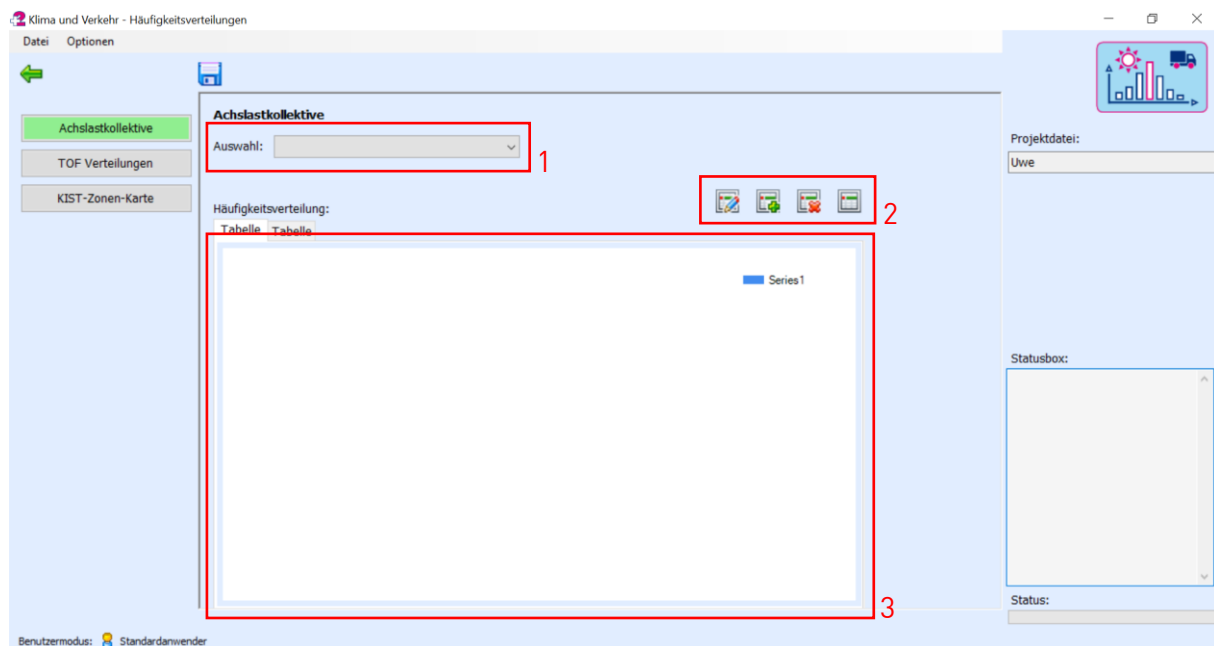 Klima und Verkehr - Häufigkeitsverteilungen
Datei Optionen
Achslastkollektive
TOF Verteilungen
KIST-Zonen-Karte
Achslastkollektive
Auswahl:
1
2
Häufigkeitsverteilung:
Tabelle Tabelle
Series1
3
Projektdatei:
Uwe
Statusbox:
Status:
Benutzermodus: Standardanwender